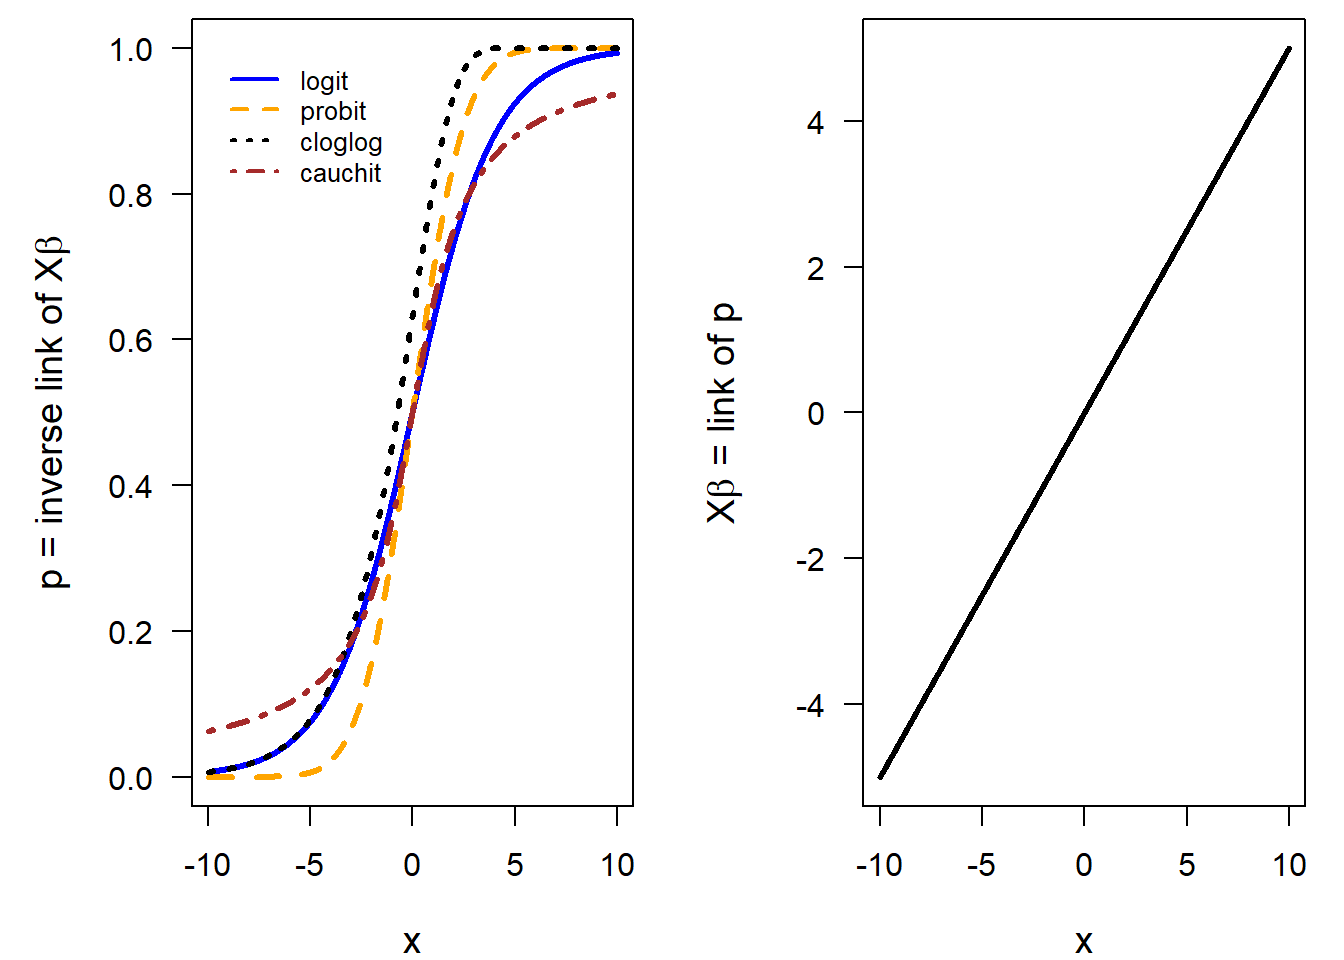 p = inverse link of Xβ
1.0
0.8
0.6
0.4
0.2
0.0
logit
probit
cloglog
cauchit
-10 -5 0 5 10
x
Xβ = link of p
4
2
0
-2
-4
-10 -5 0 5 10
x